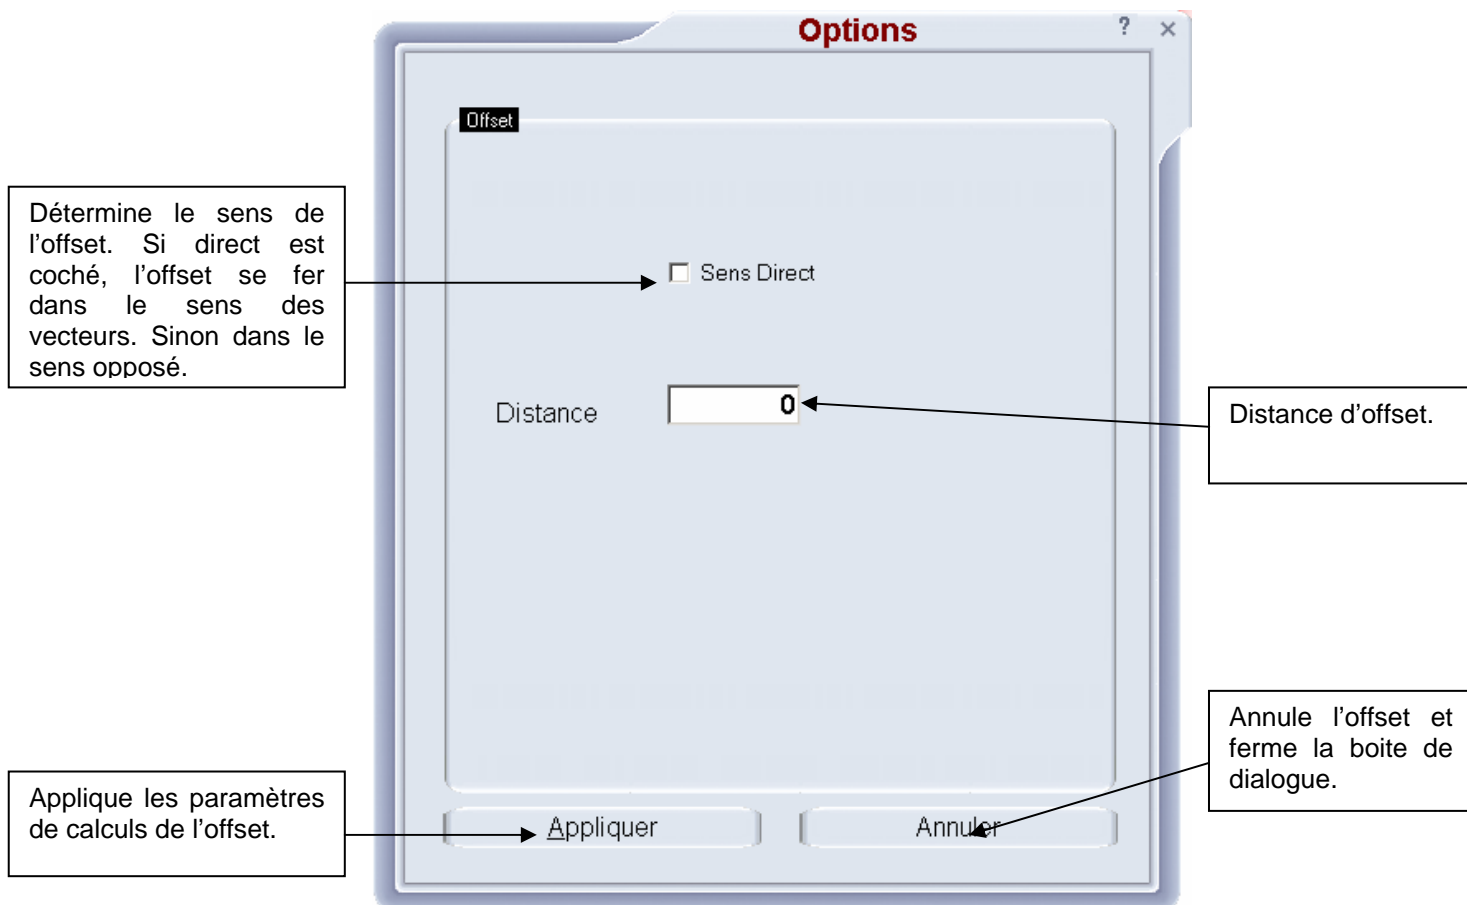 Options
?
×
Offset
Détermine le sens de
l'offset. Si direct est
coché, l'offset se fer
dans le sens des
vecteurs. Sinon dans le
sens opposé.
Sens Direct
Distance
0
Distance d'offset.
Annule l'offset et
ferme la boite de
dialogue.
Applique les paramètres
de calculs de l'offset.
Appliquer
Annuler